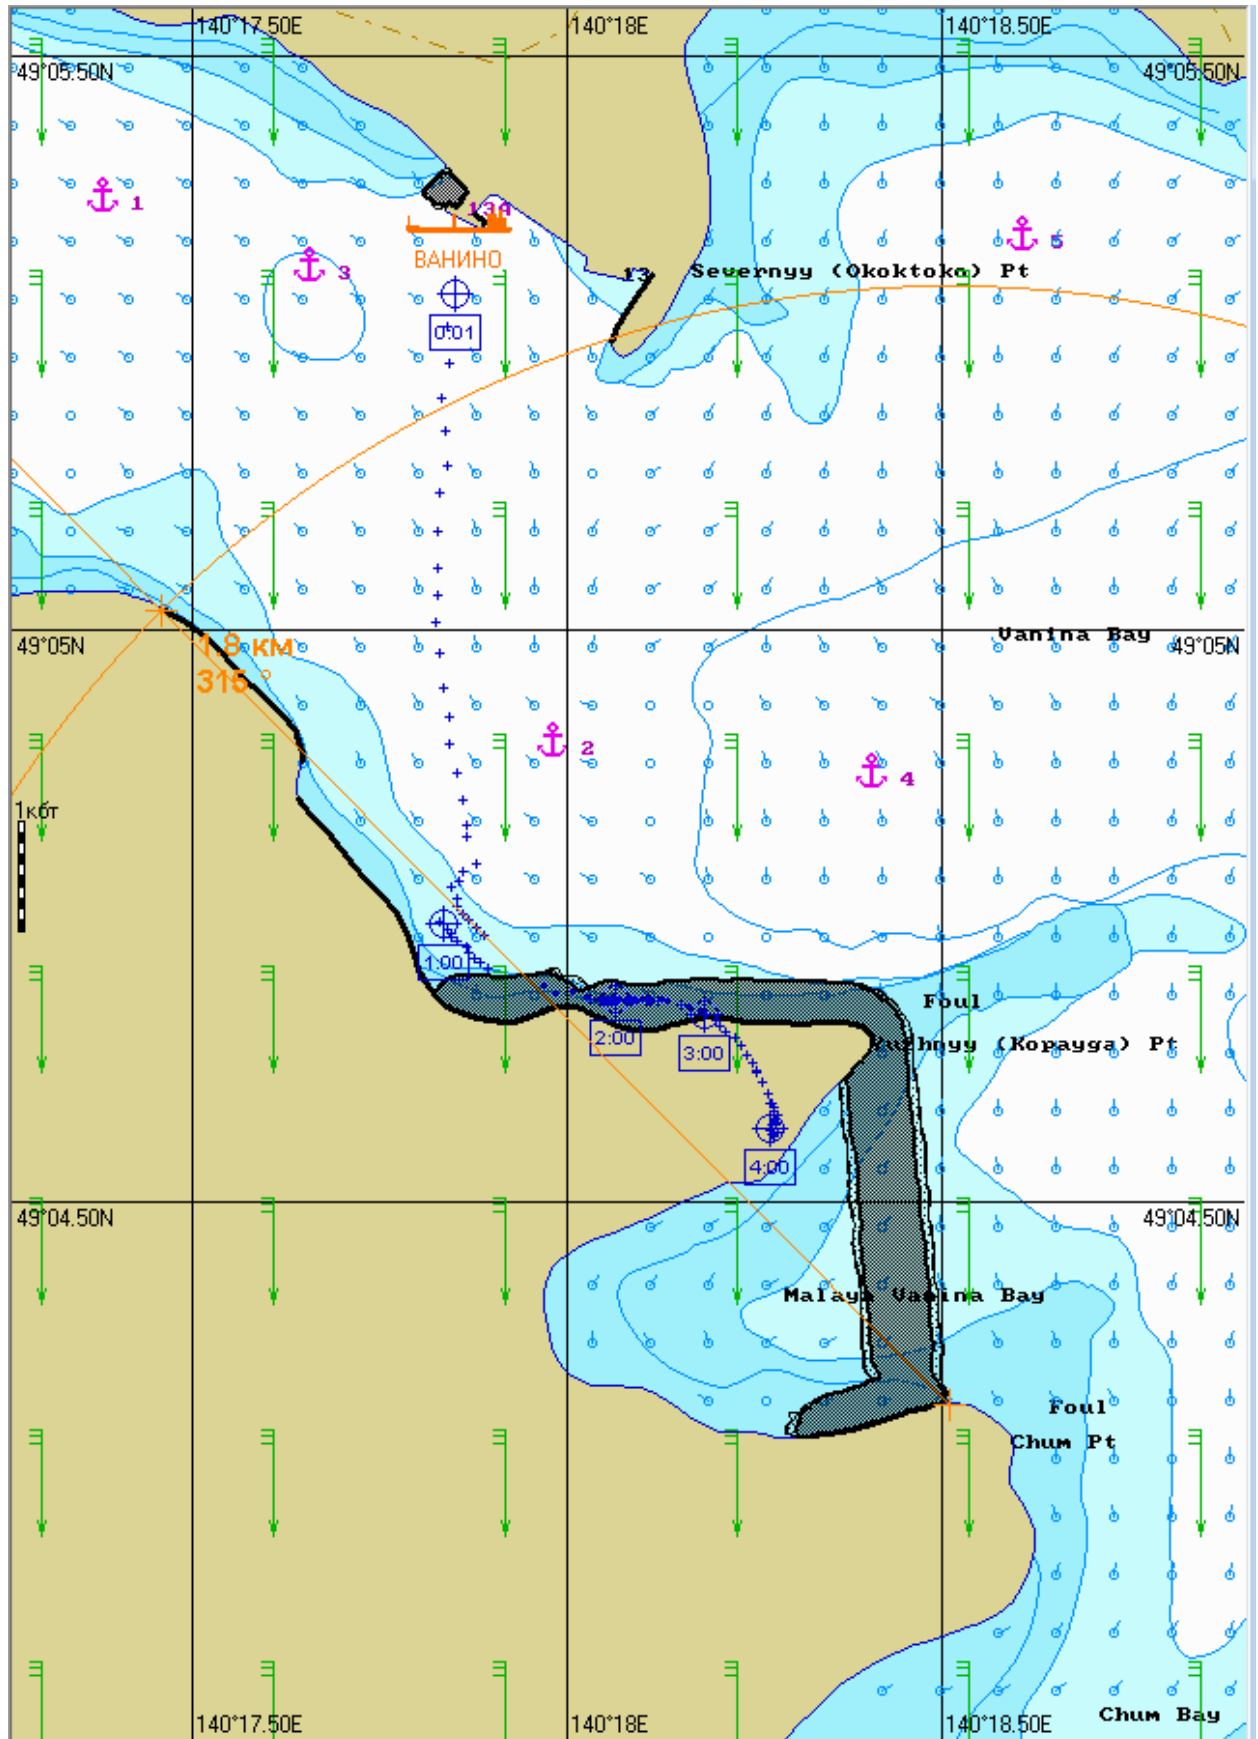 140°17.50E
140°18E
140°18.50E
49°05.50N
49°05.50N
1
13A
5
ВАНИНО
3
13
Severnyy (Okoktoko) Pt
0:01
49°05N
Vanina Bay
49°05N
1.8 км
315 °
2
4
1кбт
1:00
Foul
2:00
3:00
Yuzhnyy (Kopayga) Pt
4:00
49°04.50N
49°04.50N
Malaya Vanina Bay
Foul
Chum Pt
Chum Bay
140°17.50E
140°18E
140°18.50E